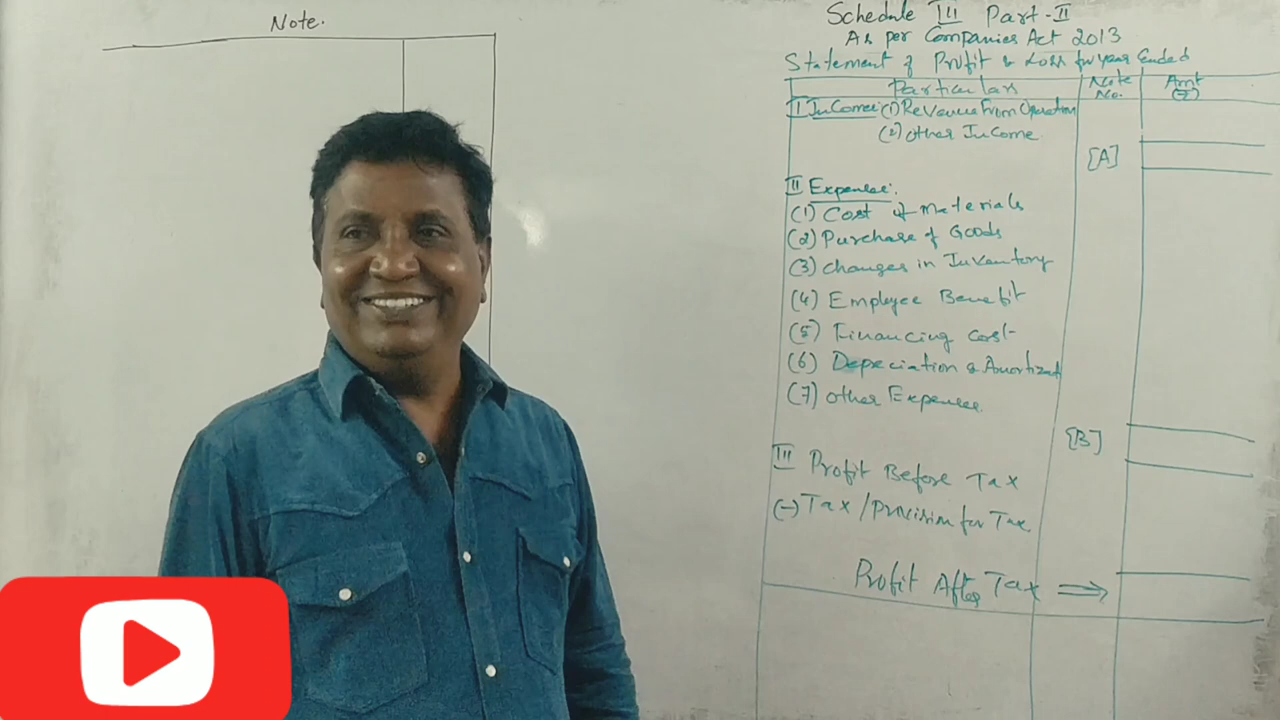 Note.
Schedule III Part-II
As per Companies Act 2013
Statement of Profit & Loss for year Ended
Particulars Note No. Amt (₹)
I InCome: (1) Revenue From Operation
(2) Other InCome
[A]
II Expenses:
(1) Cost of Materials
(2) Purchase of Goods
(3) Changes in Inventory
(4) Employee Benefit
(5) Financing Cost
(6) Depeciation & Amortizat
(7) Other Expenses
[B]
III Profit Before Tax
(-) Tax / Provision for Tax
Profit After Tax ⇒